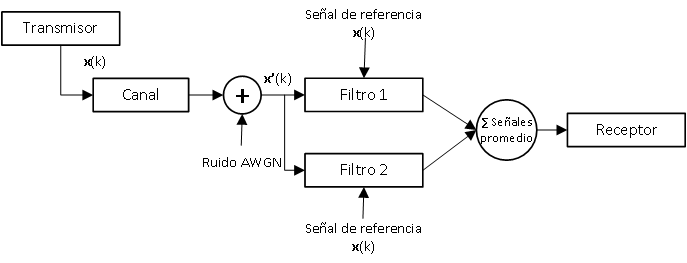 Señal de referencia
x(k)
Transmisor
x(k)
x'(k)
Canal
+
Filtro 1
Σ Señales
promedio
Receptor
Ruido AWGN
Filtro 2
Señal de referencia
x(k)